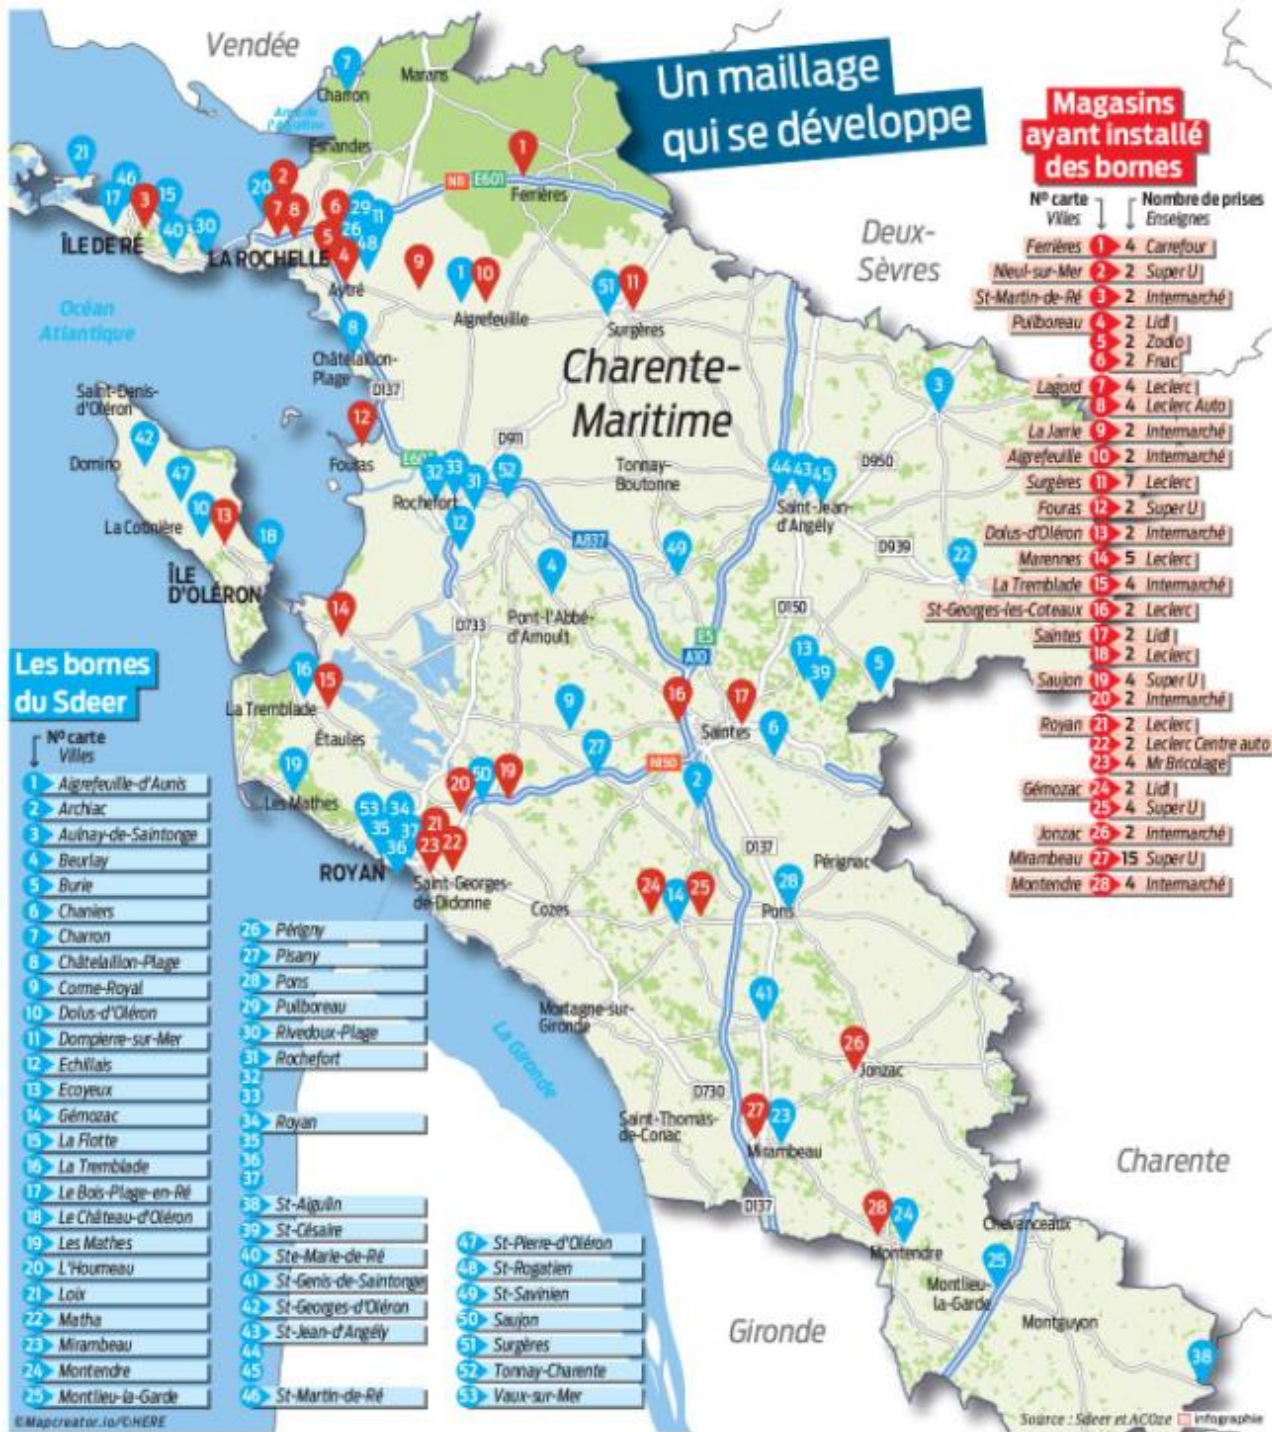 Un maillage
qui se développe
Vendée
Deux-
Sèvres
Charente-
Maritime
Charente
Gironde
Océan
Atlantique
La Gironde
Marans
Charron
Esnandes
Ferrières
ÎLE DE RÉ
LA ROCHELLE
Aytré
Aigrefeuille
Surgères
Châtelaillon-
Plage
Saint-Denis-
d'Oléron
Domino
La Cotinière
ÎLE
D'OLÉRON
Fouras
Rochefort
Tonnay-
Boutonne
Saint-Jean-
d'Angély
Pont-l'Abbé-
d'Arnoult
La Tremblade
Étaules
Les Mathes
Saintes
ROYAN
Saint-Georges-
de-Didonne
Cozes
Pérignac
Pons
Mortagne-sur-
Gironde
Jonzac
Saint-Thomas-
de-Conac
Mirambeau
Montendre
Chevanceaux
Montlieu-
la-Garde
Montguyon
N11 E601
D137
D911
D950
A837
D939
D733
D150
E5
A10
N150
D137
D730
D137
Magasins
ayant installé
des bornes
N° carte
Villes
Nombre de prises
Enseignes
Ferrières 1 4 Carrefour
Nieul-sur-Mer 2 2 Super U
St-Martin-de-Ré 3 2 Intermarché
Puilboreau 4 2 Lidl
5 2 Zodio
6 2 Fnac
Lagord 7 4 Leclerc
8 4 Leclerc Auto
La Jarrie 9 2 Intermarché
Aigrefeuille 10 2 Intermarché
Surgères 11 7 Leclerc
Fouras 12 2 Super U
Dolus-d'Oléron 13 2 Intermarché
Marennes 14 5 Leclerc
La Tremblade 15 4 Intermarché
St-Georges-les-Coteaux 16 2 Leclerc
Saintes 17 2 Lidl
18 2 Leclerc
Saujon 19 4 Super U
20 2 Intermarché
Royan 21 2 Leclerc
22 2 Leclerc Centre auto
23 4 Mr Bricolage
Gémozac 24 2 Lidl
25 4 Super U
Jonzac 26 2 Intermarché
Mirambeau 27 15 Super U
Montendre 28 4 Intermarché
Les bornes
du Sdeer
N° carte
Villes
1 Aigrefeuille-d'Aunis
2 Archiac
3 Aulnay-de-Saintonge
4 Beurlay
5 Burie
6 Chaniers
7 Charron
8 Châtelaillon-Plage
9 Corme-Royal
10 Dolus-d'Oléron
11 Dompierre-sur-Mer
12 Echillais
13 Ecoyeux
14 Gémozac
15 La Flotte
16 La Tremblade
17 Le Bois-Plage-en-Ré
18 Le Château-d'Oléron
19 Les Mathes
20 L'Houmeau
21 Loix
22 Matha
23 Mirambeau
24 Montendre
25 Montlieu-la-Garde
26 Périgny
27 Pisany
28 Pons
29 Puilboreau
30 Rivedoux-Plage
31 Rochefort
32
33
34 Royan
35
36
37
38 St-Aigulin
39 St-Césaire
40 Ste-Marie-de-Ré
41 St-Genis-de-Saintonge
42 St-Georges-d'Oléron
43 St-Jean-d'Angély
44
45
46 St-Martin-de-Ré
47 St-Pierre-d'Oléron
48 St-Rogatien
49 St-Savinien
50 Saujon
51 Surgères
52 Tonnay-Charente
53 Vaux-sur-Mer
©Mapcreator.io/©HERE
Source : Sdeer et ACOze infographie